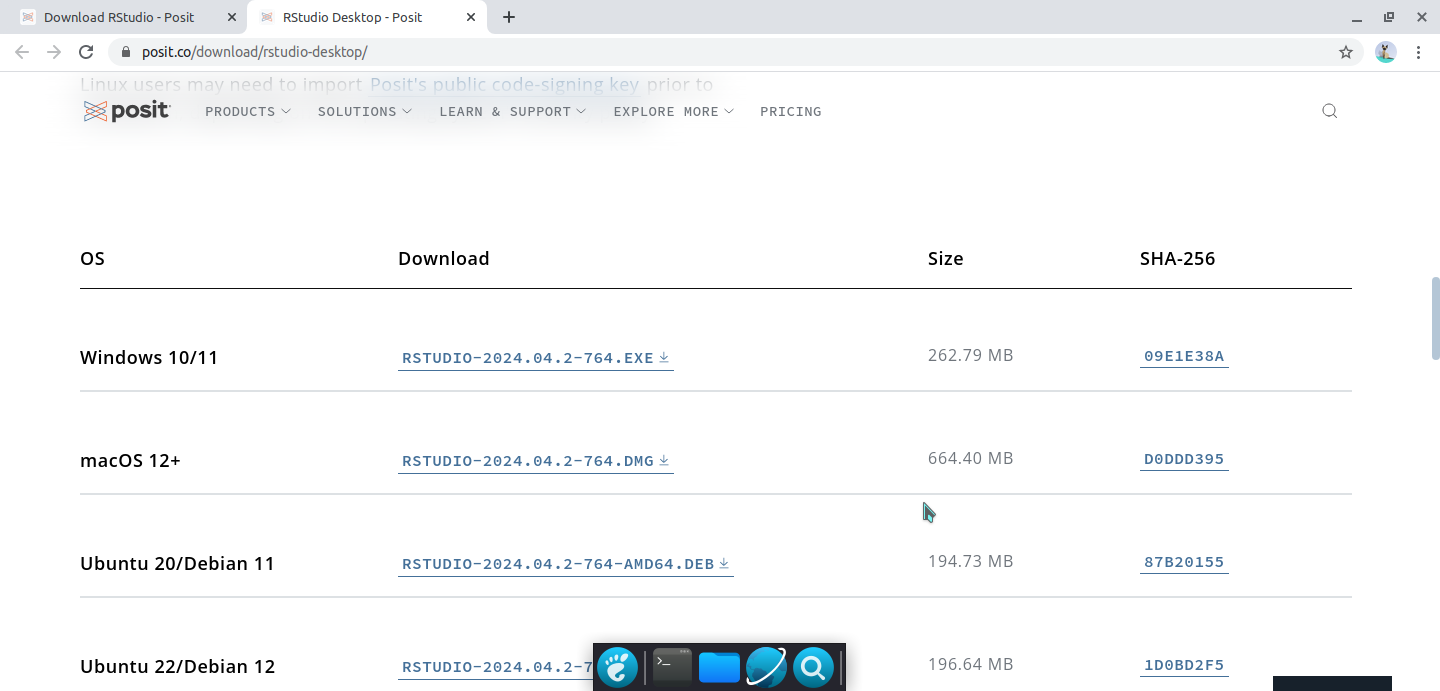 Download RStudio - Posit
RStudio Desktop - Posit
posit.co/download/rstudio-desktop/
Linux users may need to import Posit's public code-signing key prior to
posit
PRODUCTS
SOLUTIONS
LEARN & SUPPORT
EXPLORE MORE
PRICING
OS Download Size SHA-256
Windows 10/11 RSTUDIO-2024.04.2-764.EXE 262.79 MB 09E1E38A
macOS 12+ RSTUDIO-2024.04.2-764.DMG 664.40 MB D0DDD395
Ubuntu 20/Debian 11 RSTUDIO-2024.04.2-764-AMD64.DEB 194.73 MB 87B20155
Ubuntu 22/Debian 12 RSTUDIO-2024.04.2-7 196.64 MB 1D0BD2F5